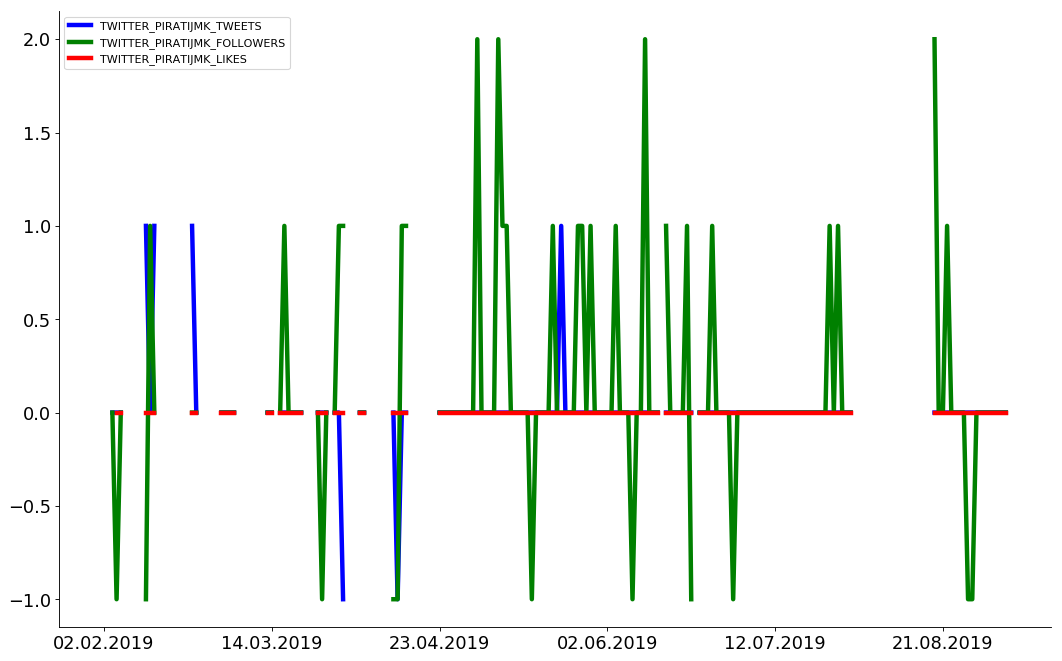 TWITTER_PIRATIJMK_TWEETS
TWITTER_PIRATIJMK_FOLLOWERS
TWITTER_PIRATIJMK_LIKES
2.0
1.5
1.0
0.5
0.0
−0.5
−1.0
02.02.2019 14.03.2019 23.04.2019 02.06.2019 12.07.2019 21.08.2019